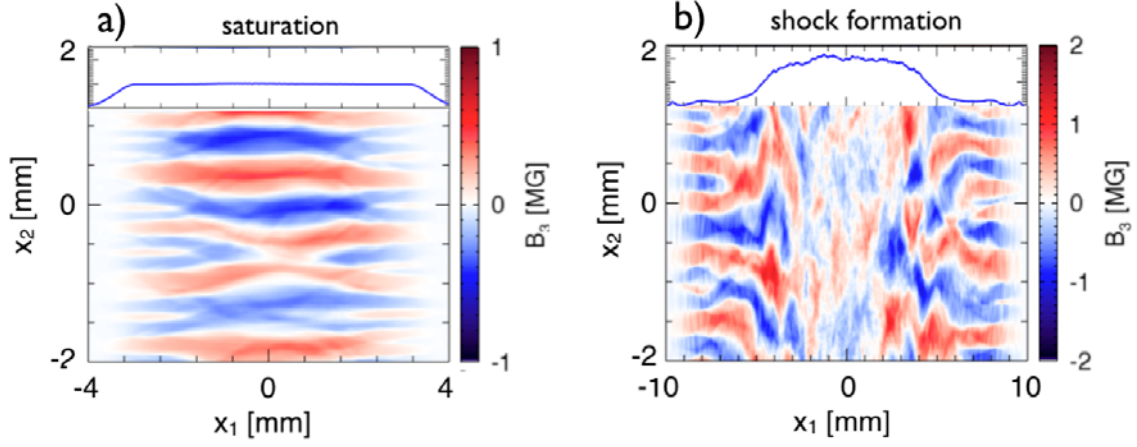 a) saturation
2
0
-2
-4 0 4
x₁ [mm]
x₂ [mm]
1
0
-1
B₃ [MG]
b) shock formation
2
0
-2
-10 0 10
x₁ [mm]
x₂ [mm]
2
1
0
-1
-2
B₃ [MG]